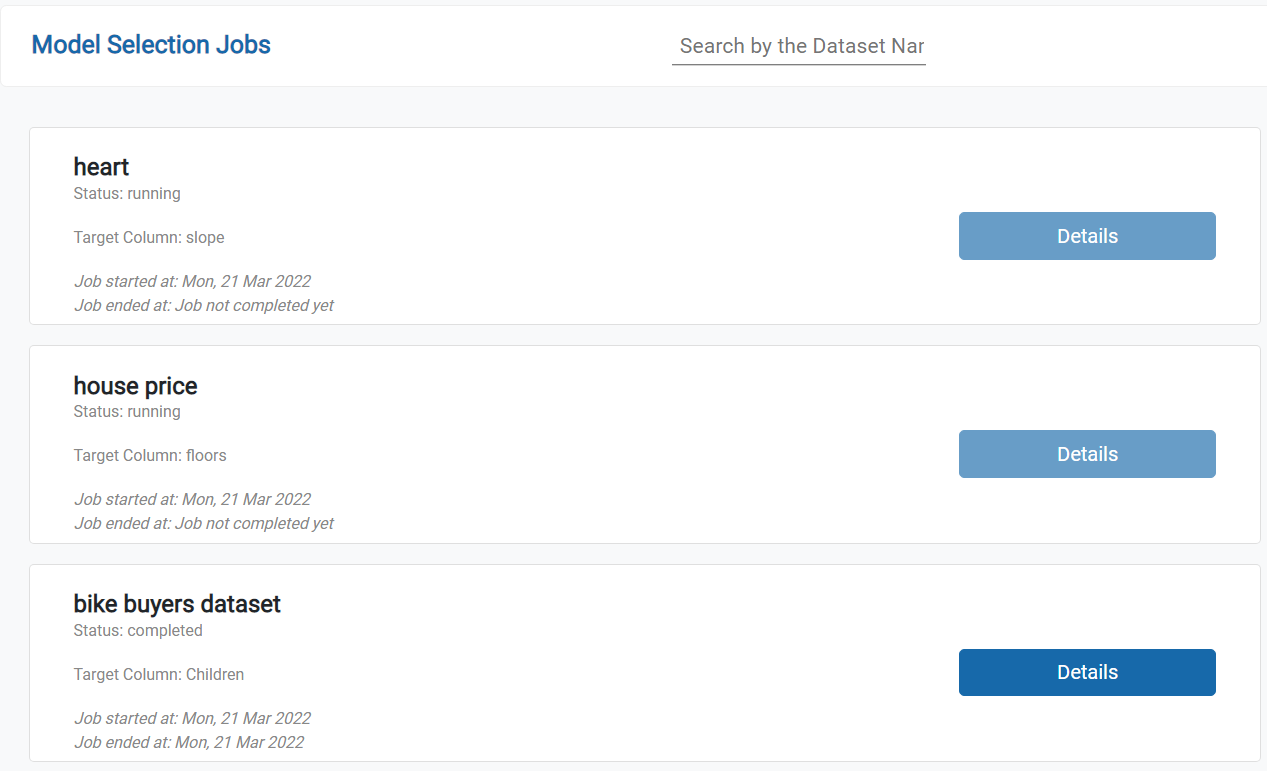 Model Selection Jobs
Search by the Dataset Nar
heart
Status: running
Target Column: slope
Details
Job started at: Mon, 21 Mar 2022
Job ended at: Job not completed yet
house price
Status: running
Target Column: floors
Details
Job started at: Mon, 21 Mar 2022
Job ended at: Job not completed yet
bike buyers dataset
Status: completed
Target Column: Children
Details
Job started at: Mon, 21 Mar 2022
Job ended at: Mon, 21 Mar 2022